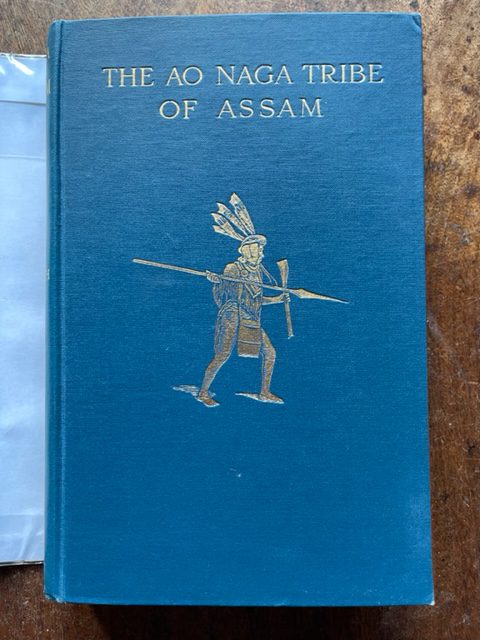 THE AO NAGA TRIBE
OF ASSAM